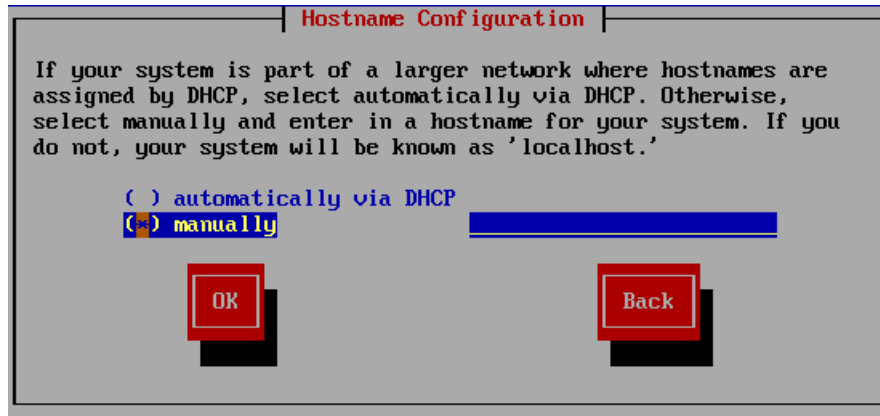 Hostname Configuration
If your system is part of a larger network where hostnames are
assigned by DHCP, select automatically via DHCP. Otherwise,
select manually and enter in a hostname for your system. If you
do not, your system will be known as 'localhost.'
( ) automatically via DHCP
(*) manually
OK Back